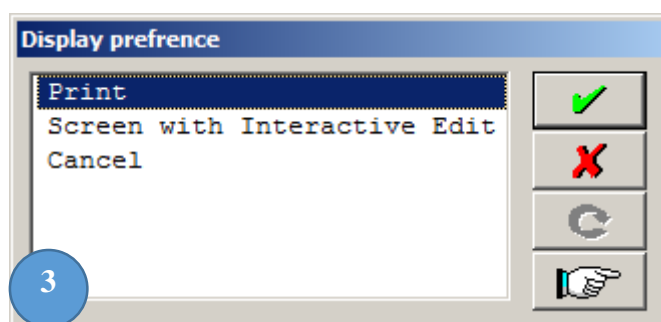 Display prefrence
Print
Screen with Interactive Edit
Cancel
3